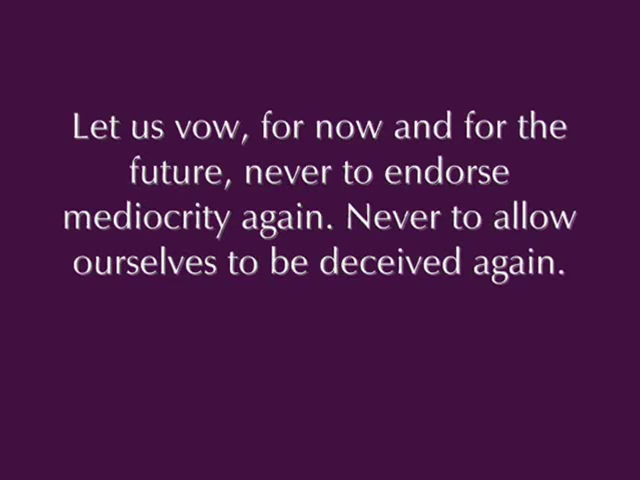 Let us vow, for now and for the
future, never to endorse
mediocrity again. Never to allow
ourselves to be deceived again.